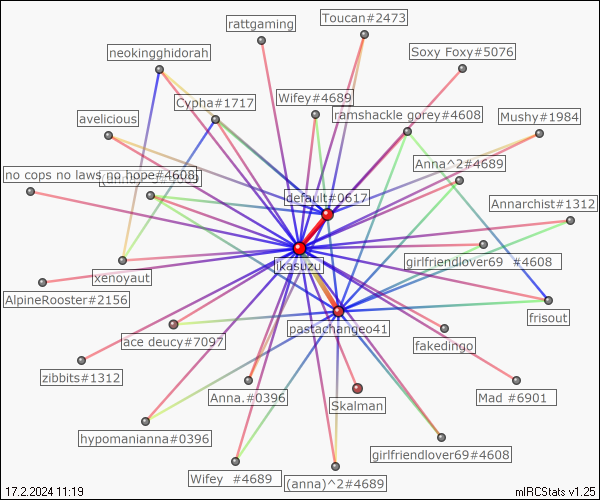 Toucan#2473
rattgaming
neokingghidorah
Soxy Foxy#5076
Wifey#4689
Cypha#1717
ramshackle gorey#4608
avelicious
Mushy#1984
Anna^2#4689
no cops no laws no hope#4608
default#0617
Annarchist#1312
ikasuzu
girlfriendlover69 #4608
xenoyaut
AlpineRooster#2156
frisout
pastachangeo41
ace deucy#7097
fakedingo
zibbits#1312
Anna.#0396
Skalman
Mad #6901
hypomanianna#0396
girlfriendlover69#4608
Wifey #4689
(anna)^2#4689
17.2.2024 11:19
mIRCStats v1.25